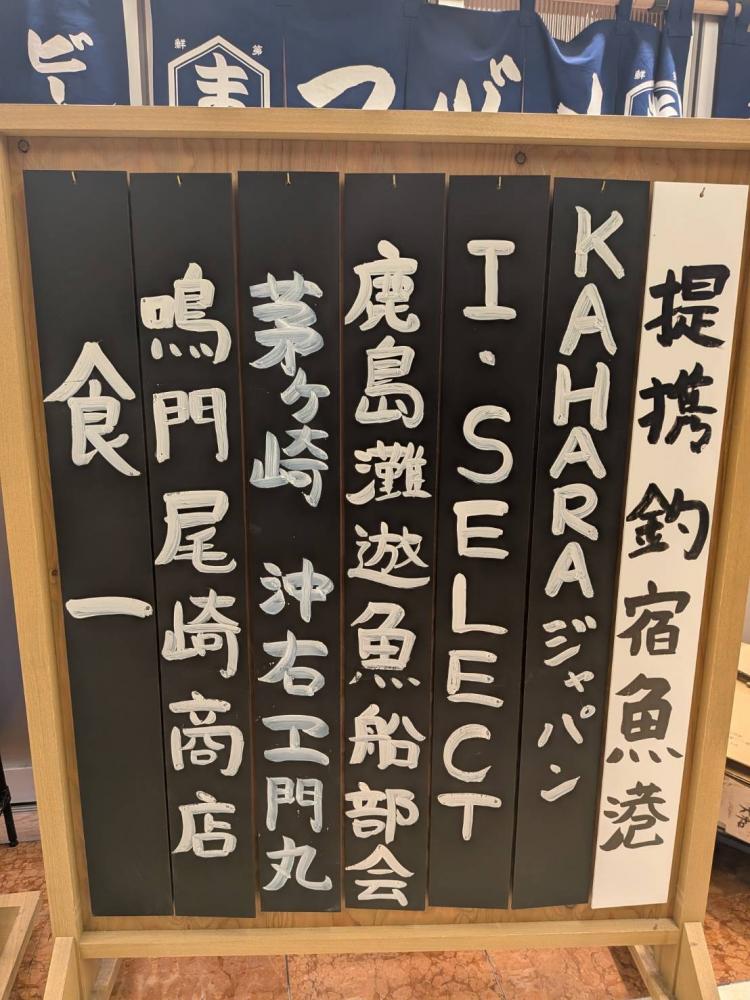 提携釣宿魚港
KAHARAジャパン
I・SELECT
鹿島灘遊魚船部会
茅ヶ崎 沖右エ門丸
鳴門尾崎商店
食一